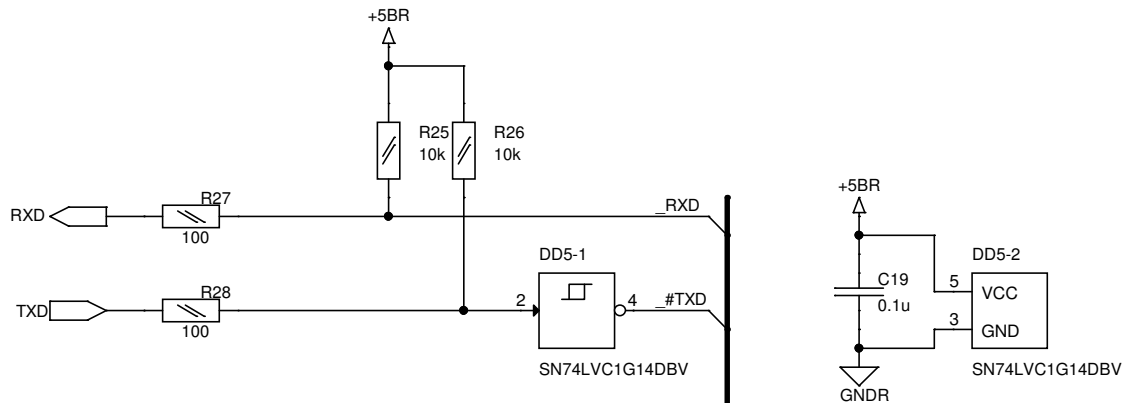 +5BR
R25
10k
R26
10k
RXD
R27
100
_RXD
TXD
R28
100
DD5-1
2
4
_#TXD
SN74LVC1G14DBV
+5BR
C19
0.1u
GNDR
DD5-2
5
VCC
3
GND
SN74LVC1G14DBV